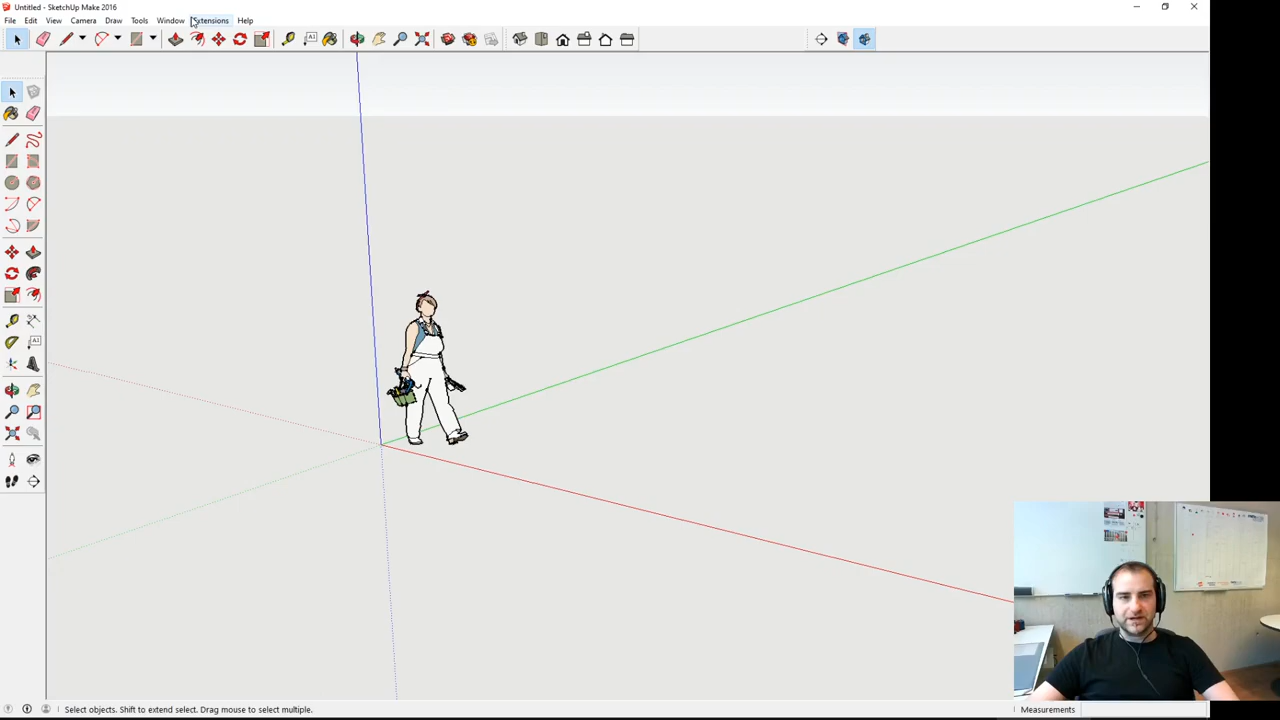 Untitled - SketchUp Make 2016
File Edit View Camera Draw Tools Window Extensions Help
Select objects. Shift to extend select. Drag mouse to select multiple.
Measurements